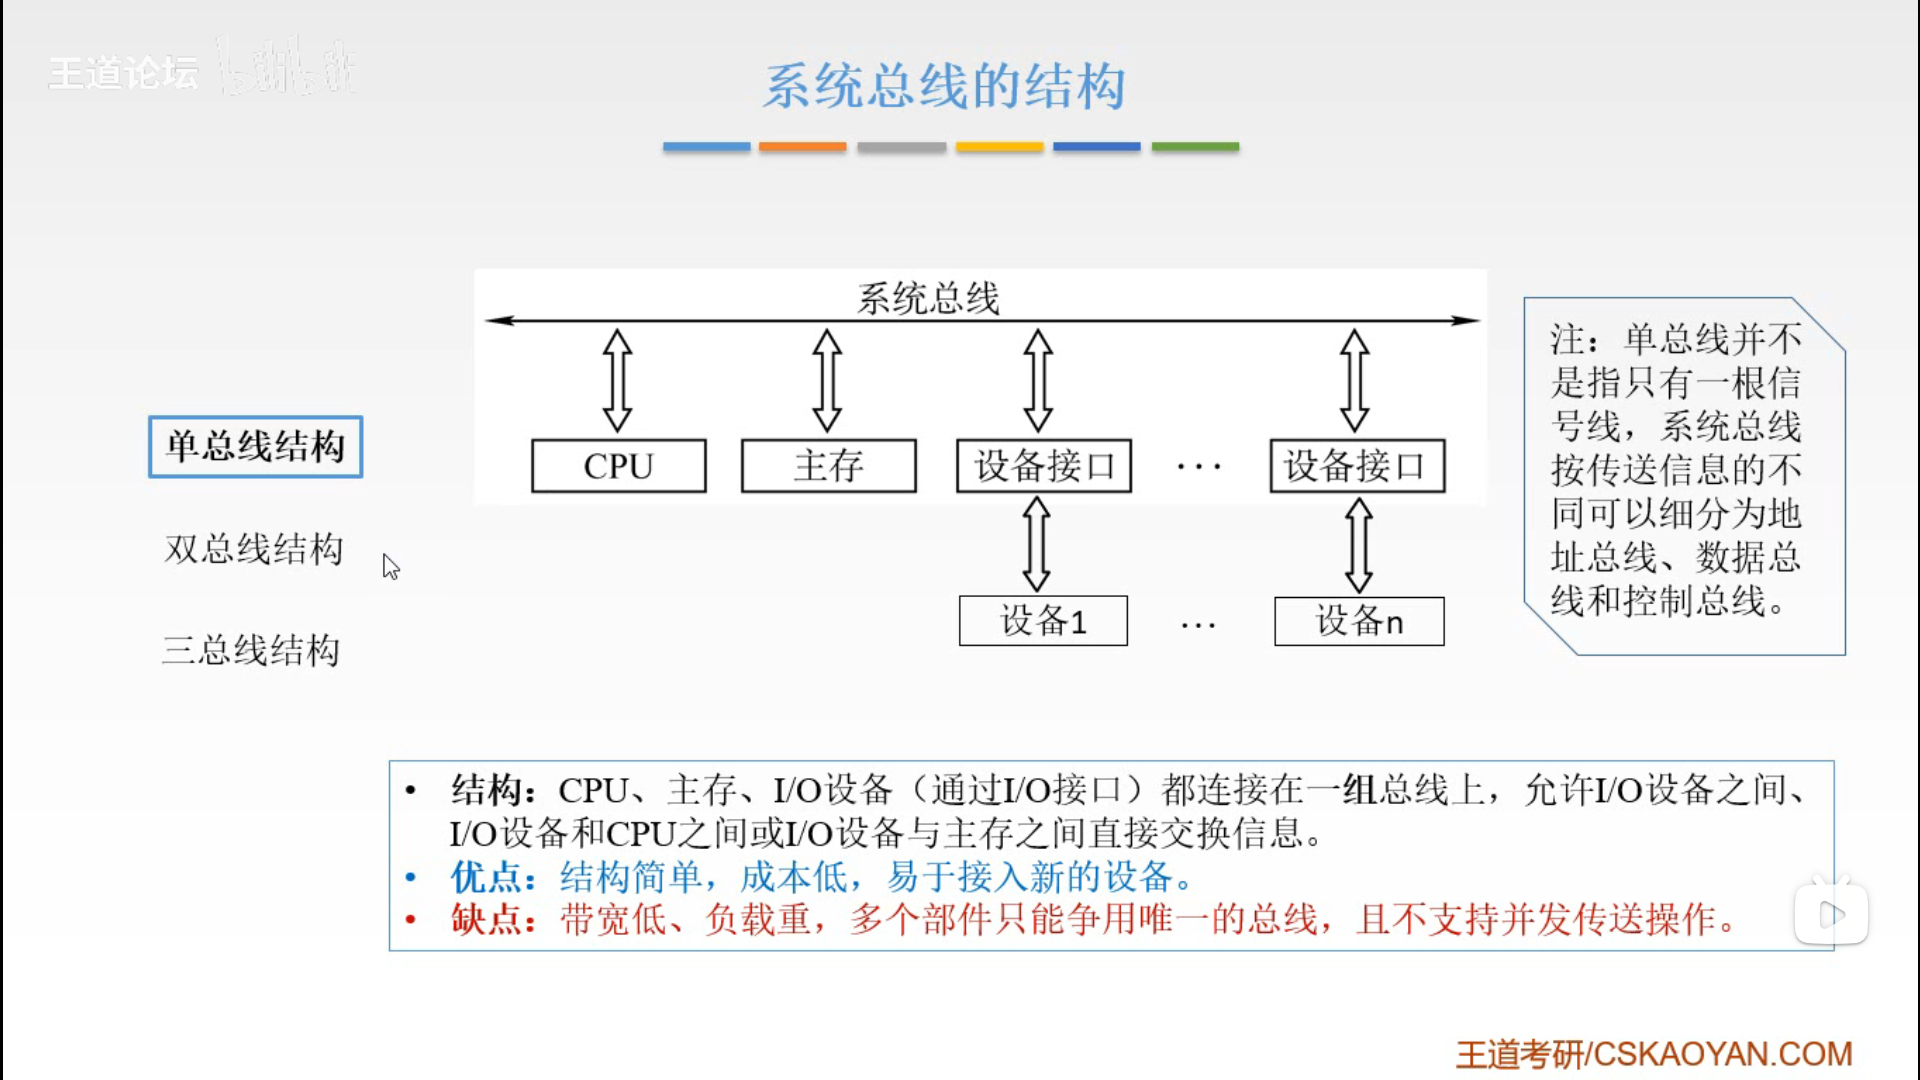 王道论坛 bilibili
系统总线的结构
系统总线
CPU
主存
设备接口
···
设备接口
设备1
···
设备n
单总线结构
双总线结构
三总线结构
注：单总线并不
是指只有一根信
号线，系统总线
按传送信息的不
同可以细分为地
址总线、数据总
线和控制总线。
• 结构：CPU、主存、I/O设备（通过I/O接口）都连接在一组总线上，允许I/O设备之间、
I/O设备和CPU之间或I/O设备与主存之间直接交换信息。
• 优点：结构简单，成本低，易于接入新的设备。
• 缺点：带宽低、负载重，多个部件只能争用唯一的总线，且不支持并发传送操作。
王道考研/CSKAOYAN.COM